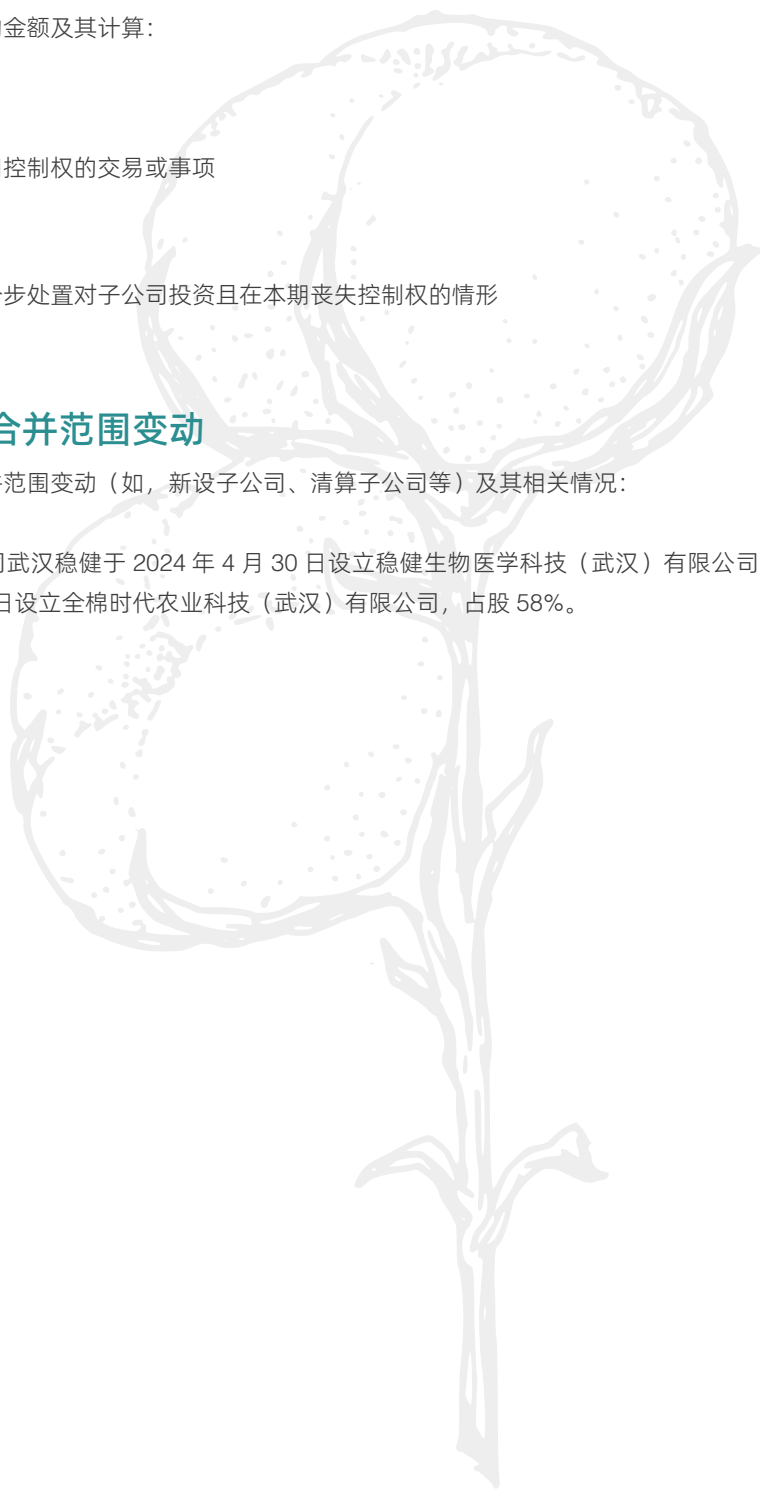 金额及其计算：
控制权的交易或事项
步处置对子公司投资且在本期丧失控制权的情形
合并范围变动
范围变动（如，新设子公司、清算子公司等）及其相关情况：
武汉稳健于 2024 年 4 月 30 日设立稳健生物医学科技（武汉）有限公司
日设立全棉时代农业科技（武汉）有限公司，占股 58%。